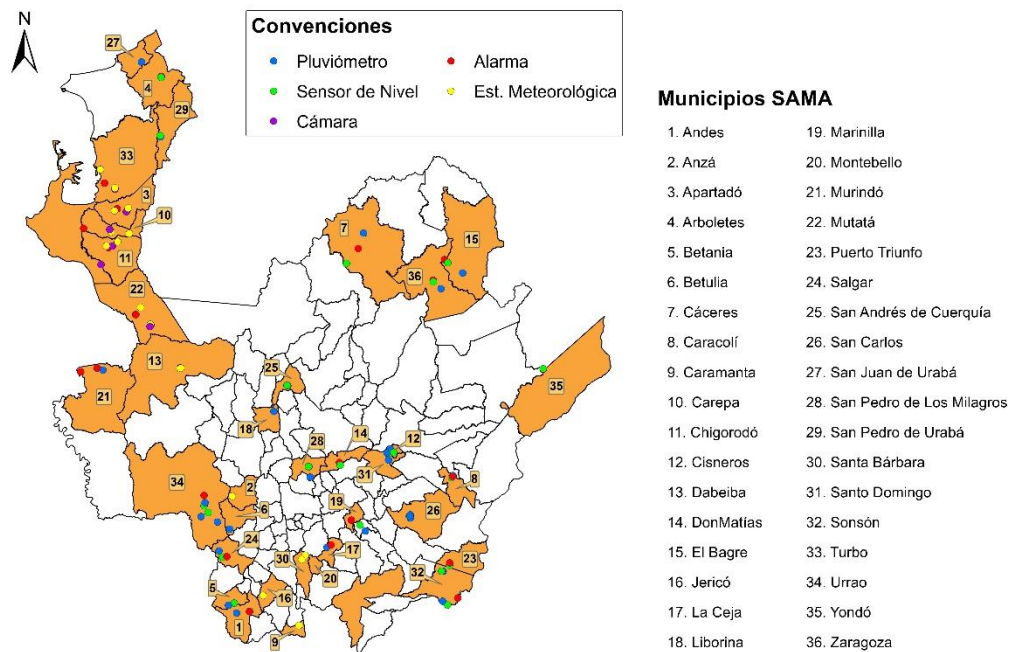 N
Convenciones
Pluviómetro
Alarma
Sensor de Nivel
Est. Meteorológica
Cámara
27
4
29
33
3
10
11
22
13
21
7
15
36
35
25
18
28
14
12
31
34
2
6
8
26
19
24
30
17
20
23
32
5
16
1
9
Municipios SAMA
1. Andes
2. Anzá
3. Apartadó
4. Arboletes
5. Betania
6. Betulia
7. Cáceres
8. Caracolí
9. Caramanta
10. Carepa
11. Chigorodó
12. Cisneros
13. Dabeiba
14. DonMatías
15. El Bagre
16. Jericó
17. La Ceja
18. Liborina
19. Marinilla
20. Montebello
21. Murindó
22. Mutatá
23. Puerto Triunfo
24. Salgar
25. San Andrés de Cuerquía
26. San Carlos
27. San Juan de Urabá
28. San Pedro de Los Milagros
29. San Pedro de Urabá
30. Santa Bárbara
31. Santo Domingo
32. Sonsón
33. Turbo
34. Urrao
35. Yondó
36. Zaragoza